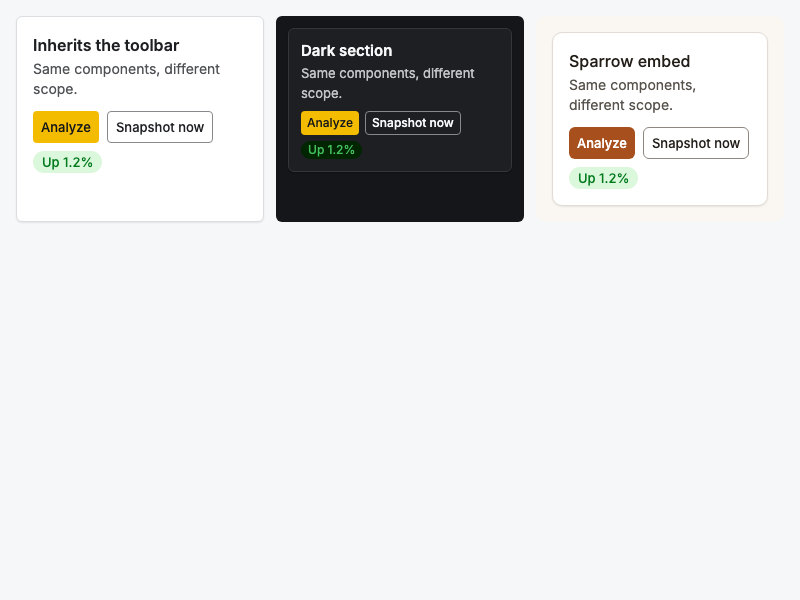 Inherits the toolbar
Same components, different
scope.
Analyze
Snapshot now
Up 1.2%
Dark section
Same components, different
scope.
Analyze
Snapshot now
Up 1.2%
Sparrow embed
Same components,
different scope.
Analyze
Snapshot now
Up 1.2%